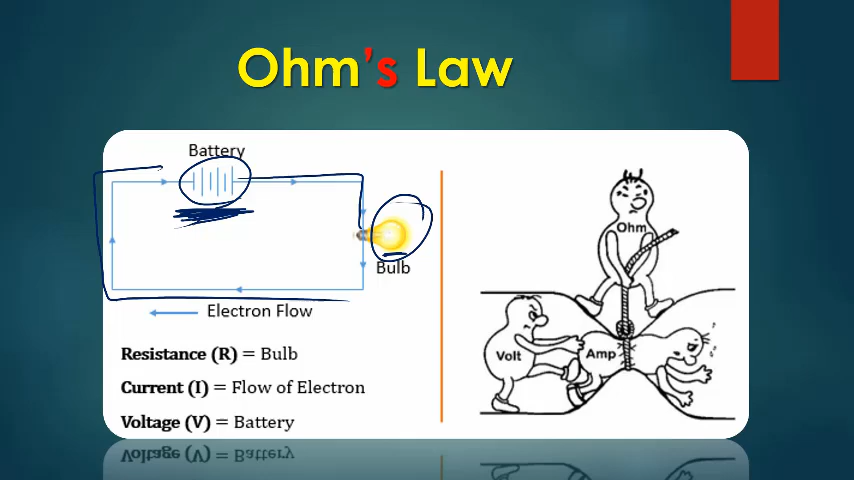 Ohm's Law
Battery
Bulb
Electron Flow
Resistance (R) = Bulb
Current (I) = Flow of Electron
Voltage (V) = Battery
Ohm
Volt
Amp